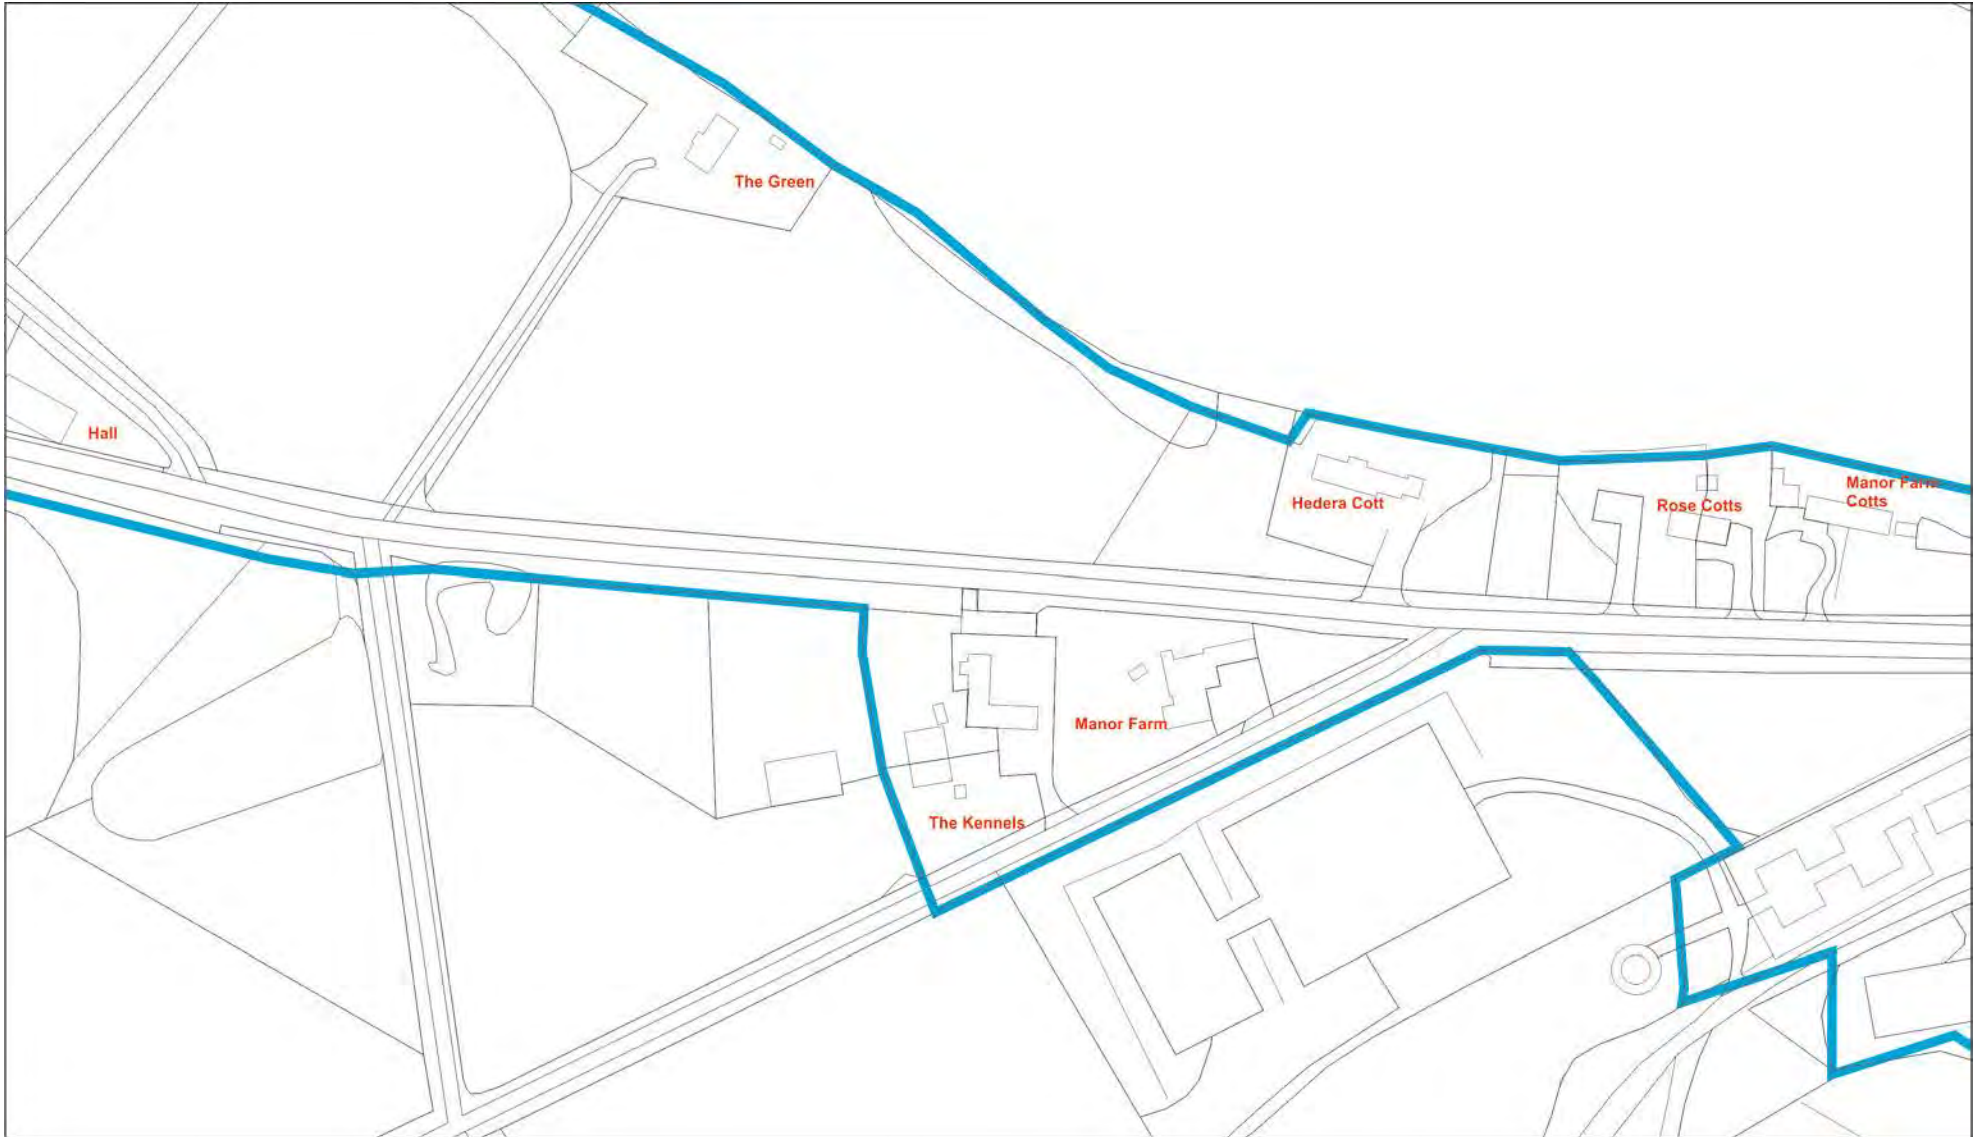 The Green
Hall
Hedera Cott
Rose Cotts
Manor Farm
Cotts
Manor Farm
The Kennels